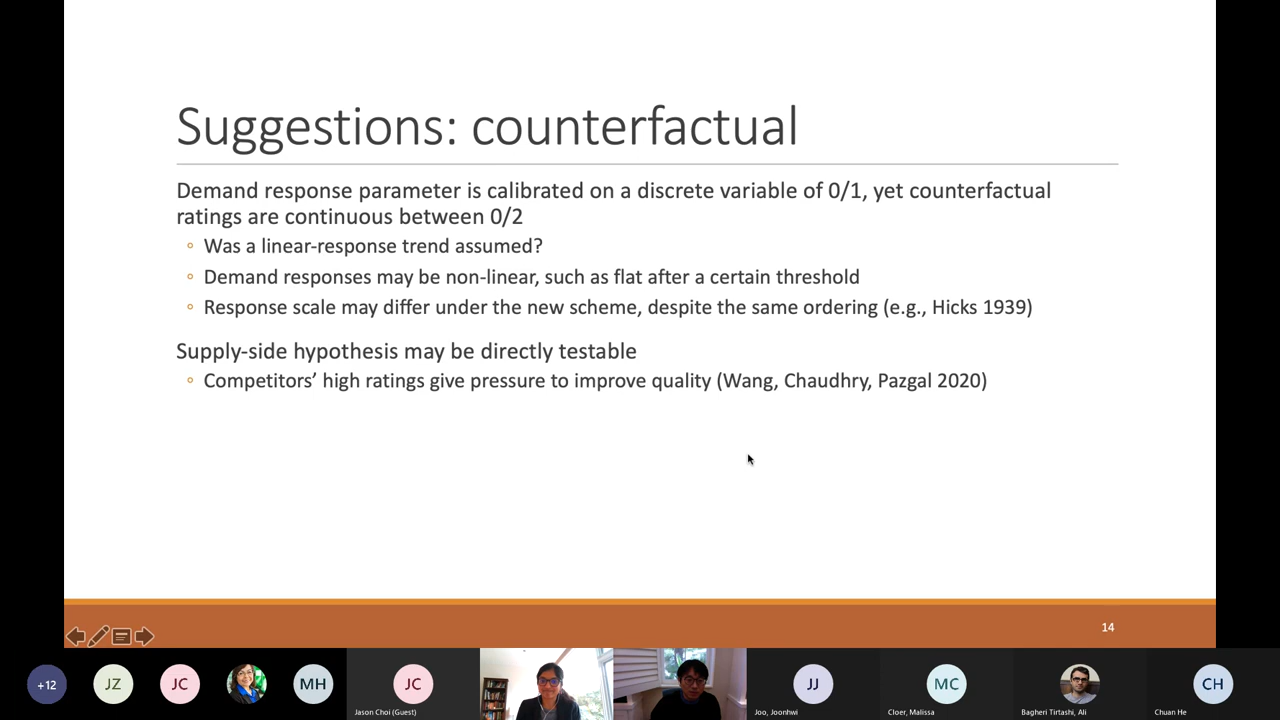 Suggestions: counterfactual
Demand response parameter is calibrated on a discrete variable of 0/1, yet counterfactual
ratings are continuous between 0/2
Was a linear-response trend assumed?
Demand responses may be non-linear, such as flat after a certain threshold
Response scale may differ under the new scheme, despite the same ordering (e.g., Hicks 1939)
Supply-side hypothesis may be directly testable
Competitors’ high ratings give pressure to improve quality (Wang, Chaudhry, Pazgal 2020)
14
+12
JZ
JC
MH
JC
JJ
MC
CH
Jason Choi (Guest)
Joo, Joonhwi
Cloer, Malissa
Bagheri Tirtashi, Ali
Chuan He